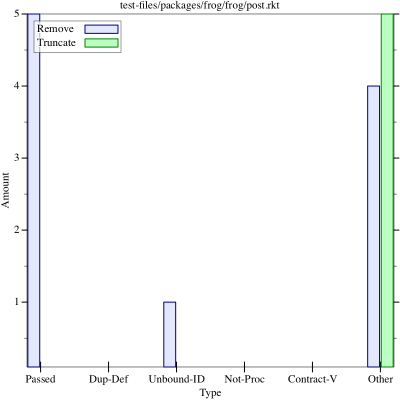 test-files/packages/frog/frog/post.rkt
Remove
Truncate
5
4
3
2
1
Amount
Passed Dup-Def Unbound-ID Not-Proc Contract-V Other
Type